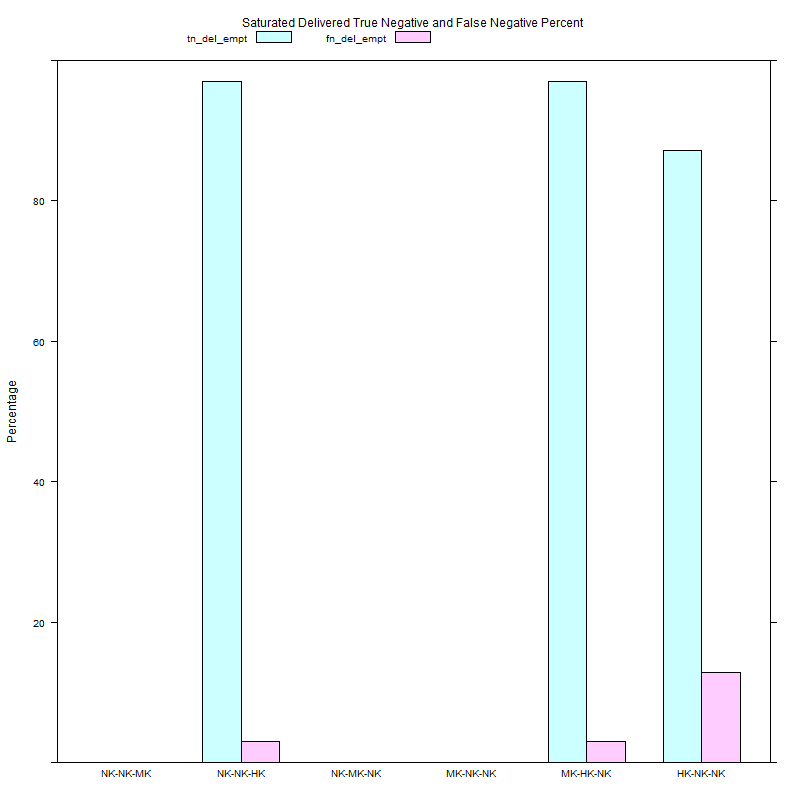 Saturated Delivered True Negative and False Negative Percent
tn_del_empt fn_del_empt
80
60
40
20
Percentage
NK-NK-MK NK-NK-HK NK-MK-NK MK-NK-NK MK-HK-NK HK-NK-NK